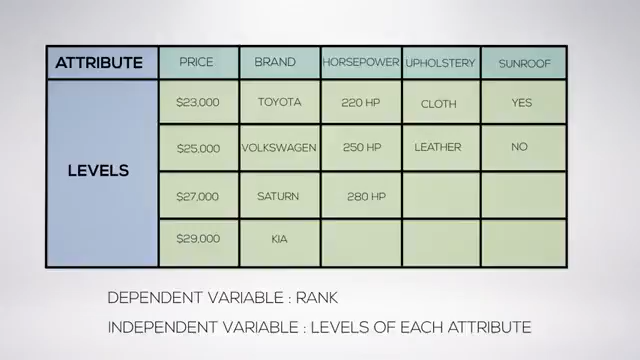 ATTRIBUTE PRICE BRAND HORSEPOWER UPHOLSTERY SUNROOF
$23,000 TOYOTA 220 HP CLOTH YES
$25,000 VOLKSWAGEN 250 HP LEATHER NO
LEVELS
$27,000 SATURN 280 HP
$29,000 KIA
DEPENDENT VARIABLE : RANK
INDEPENDENT VARIABLE : LEVELS OF EACH ATTRIBUTE